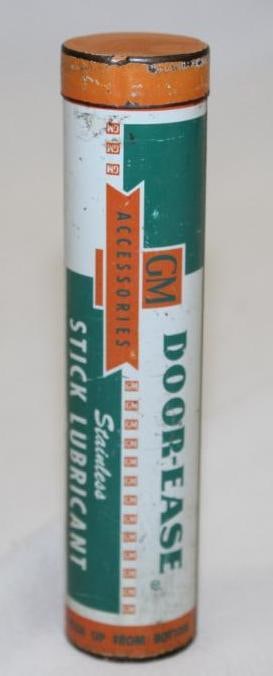 GM
ACCESSORIES
DOOR-EASE
Stainless
STICK LUBRICANT
UP FROM BOTTOM